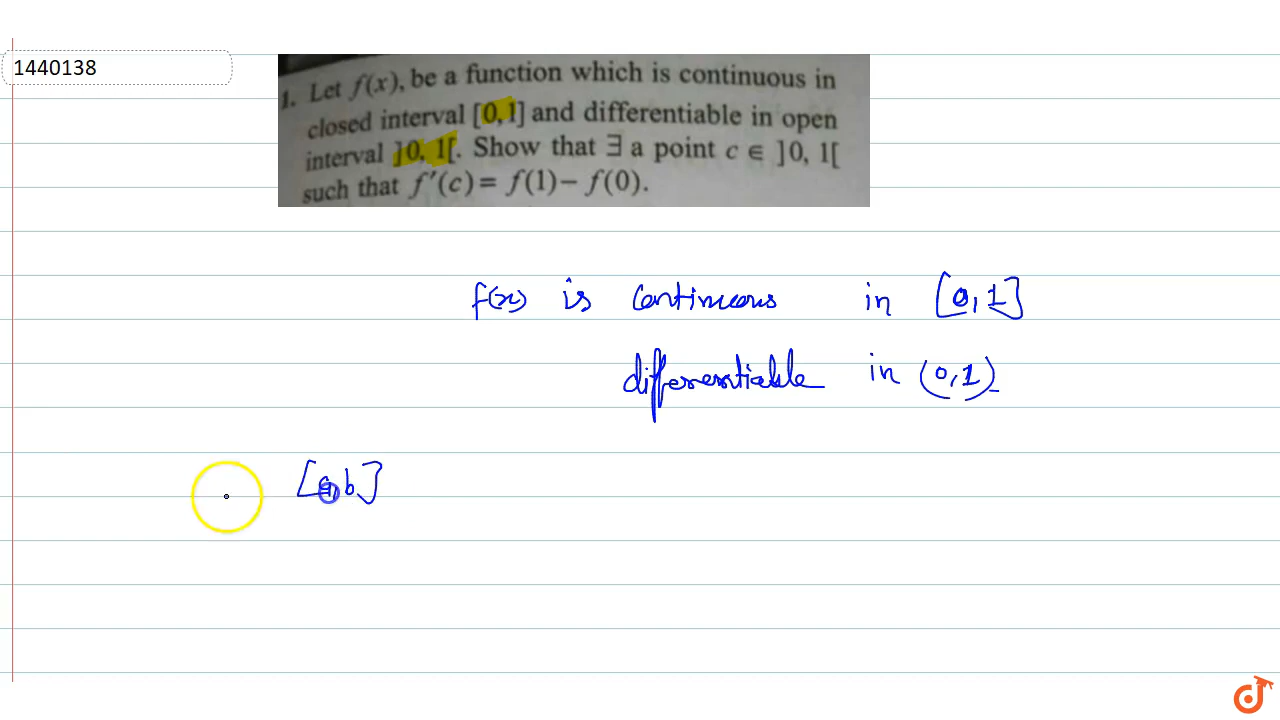 1440138
1. Let f(x), be a function which is continuous in
closed interval [0, 1] and differentiable in open
interval ]0, 1[. Show that ∃ a point c ∈ ]0, 1[
such that f'(c) = f(1) − f(0).
f(x) is continuous in [0, 1]
differentiable in (0, 1)
[a, b]